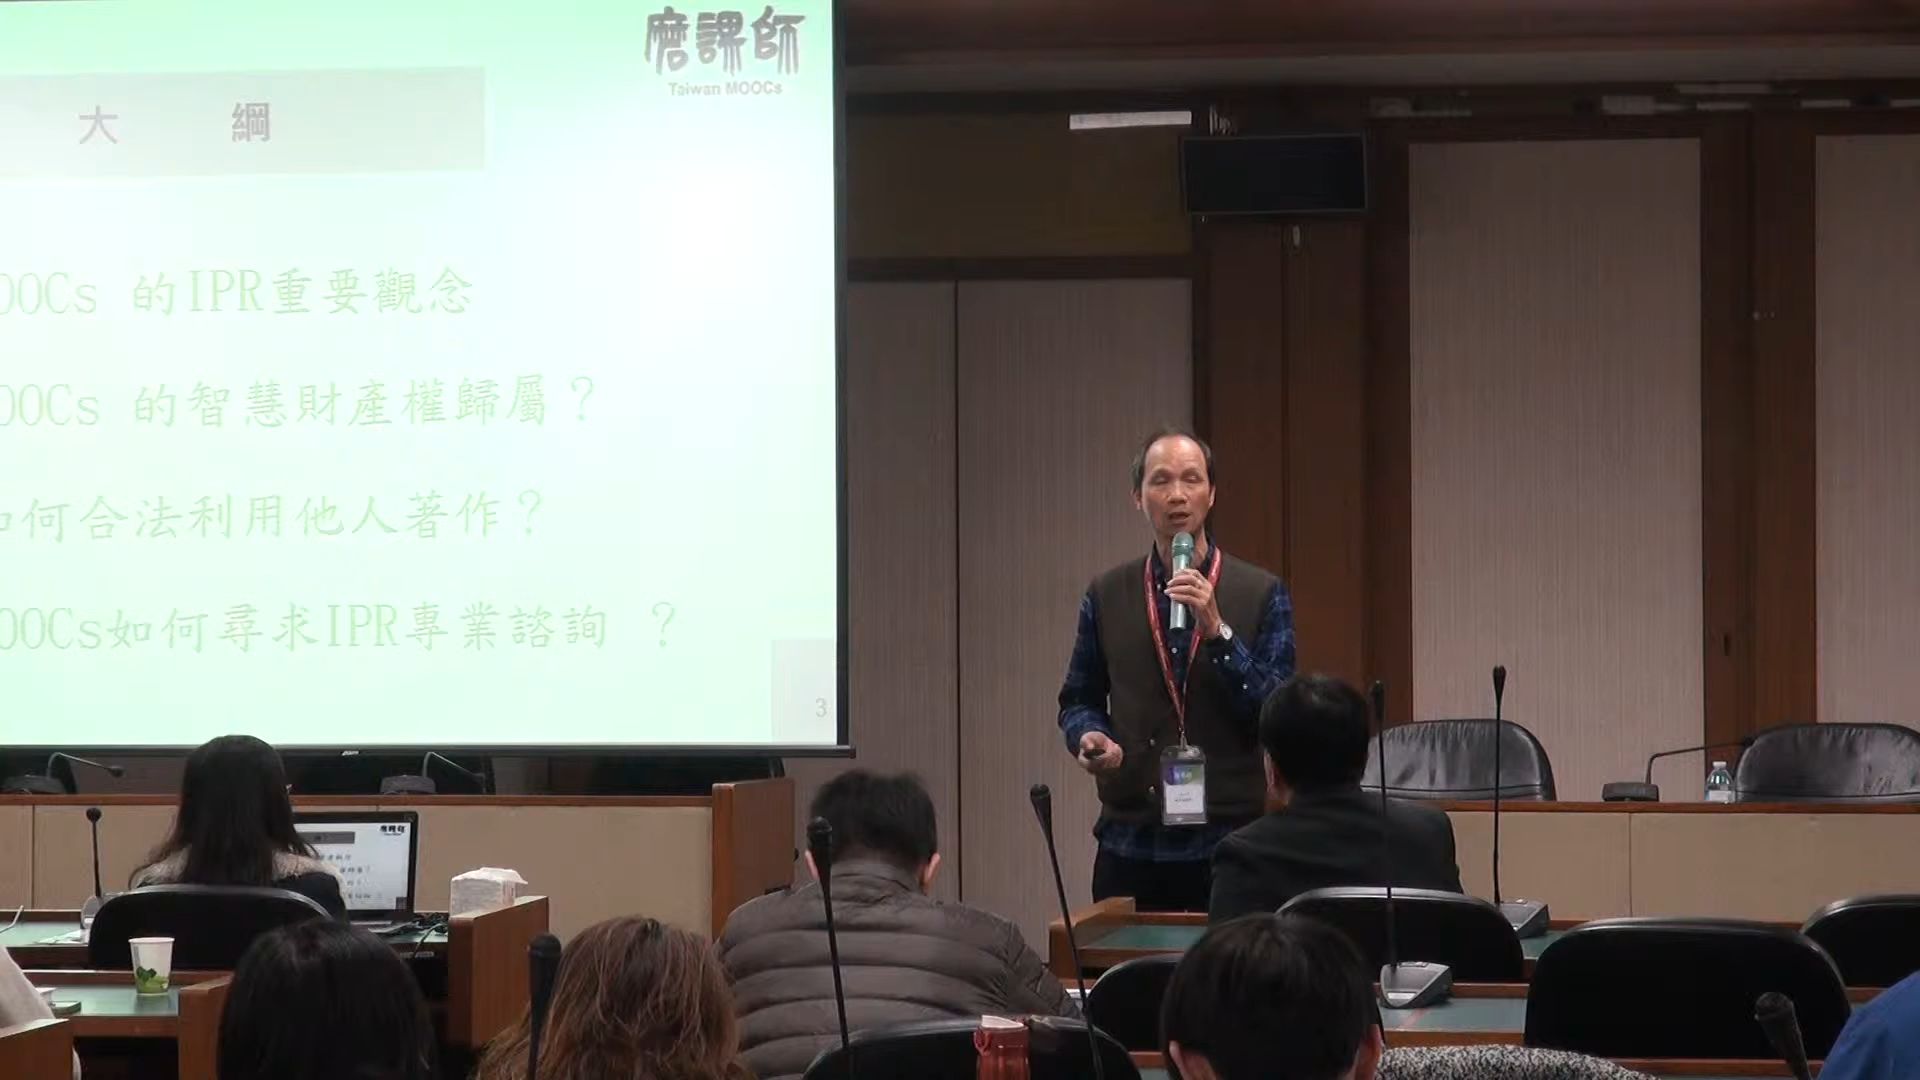 磨課師
Taiwan MOOCs
大 綱
OOCs 的IPR重要觀念
OOCs 的智慧財產權歸屬？
如何合法利用他人著作？
OOCs如何尋求IPR專業諮詢 ？
3